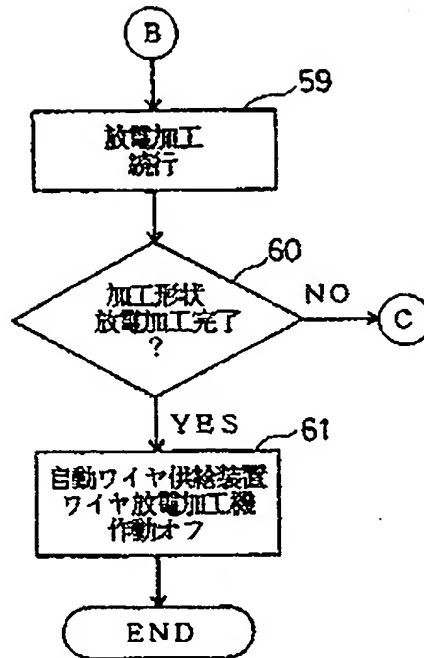 B
59
放電加工
続行
60
加工形状
放電加工完了
?
NO
C
YES
61
自動ワイヤ供給装置
ワイヤ放電加工機
作動オフ
END